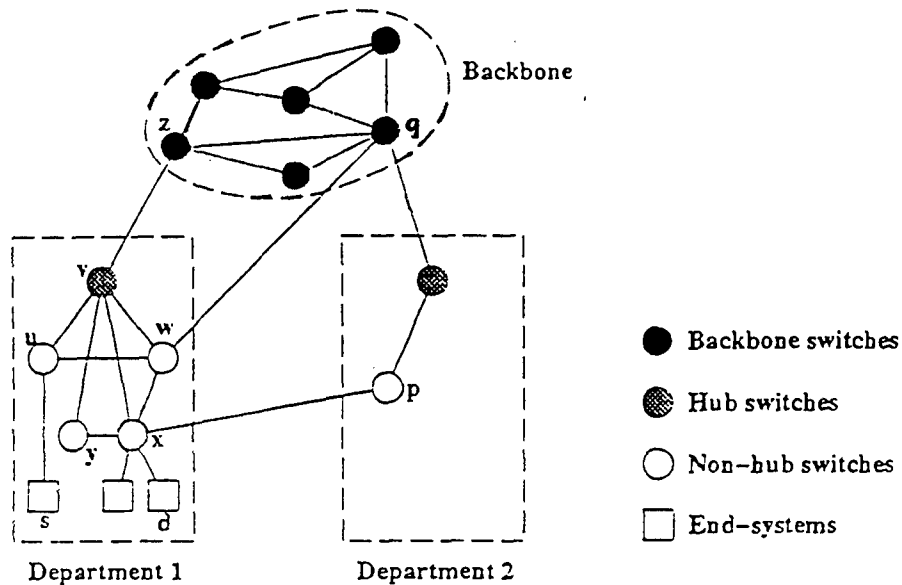 Backbone
z
q
v
u
w
p
y
x
s
d
Department 1
Department 2
Backbone switches
Hub switches
Non-hub switches
End-systems